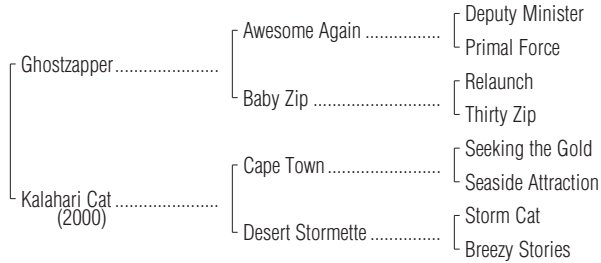 Deputy Minister
Awesome Again ................
Primal Force
Ghostzapper......................
Relaunch
Baby Zip ...........................
Thirty Zip
Seeking the Gold
Cape Town........................
Seaside Attraction
Kalahari Cat......................
(2000)
Storm Cat
Desert Stormette...............
Breezy Stories